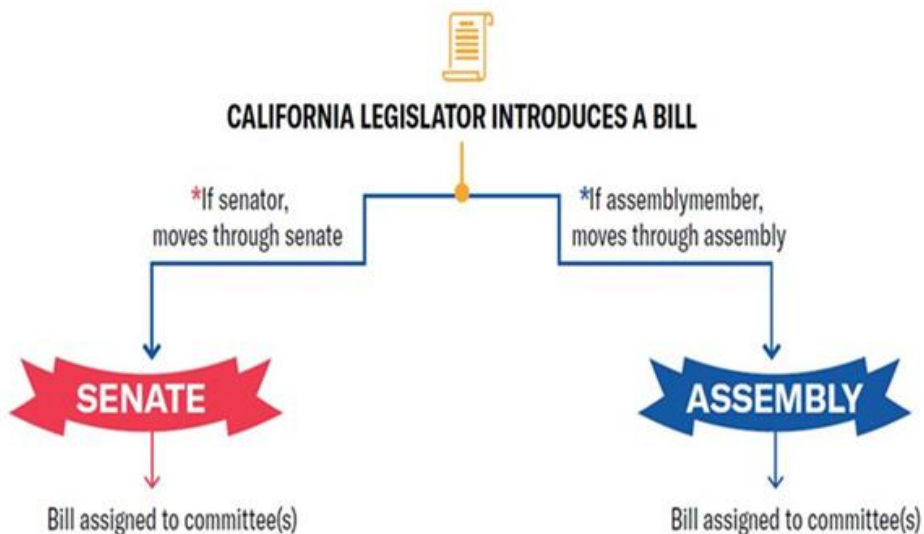 CALIFORNIA LEGISLATOR INTRODUCES A BILL
*If senator,
moves through senate
*If assemblymember,
moves through assembly
SENATE
ASSEMBLY
Bill assigned to committee(s)
Bill assigned to committee(s)